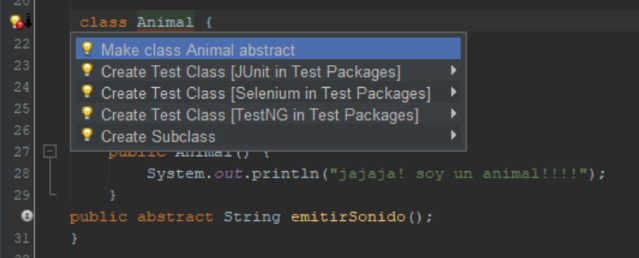 20
class Animal {
22
Make class Animal abstract
23
Create Test Class [JUnit in Test Packages]
24
Create Test Class [Selenium in Test Packages]
25
Create Test Class [TestNG in Test Packages]
26
Create Subclass
27 public Animal() {
28 System.out.println("jajaja! soy un animal!!!!");
29 }
public abstract String emitirSonido();
31 }